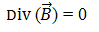 Div (B⃗) = 0